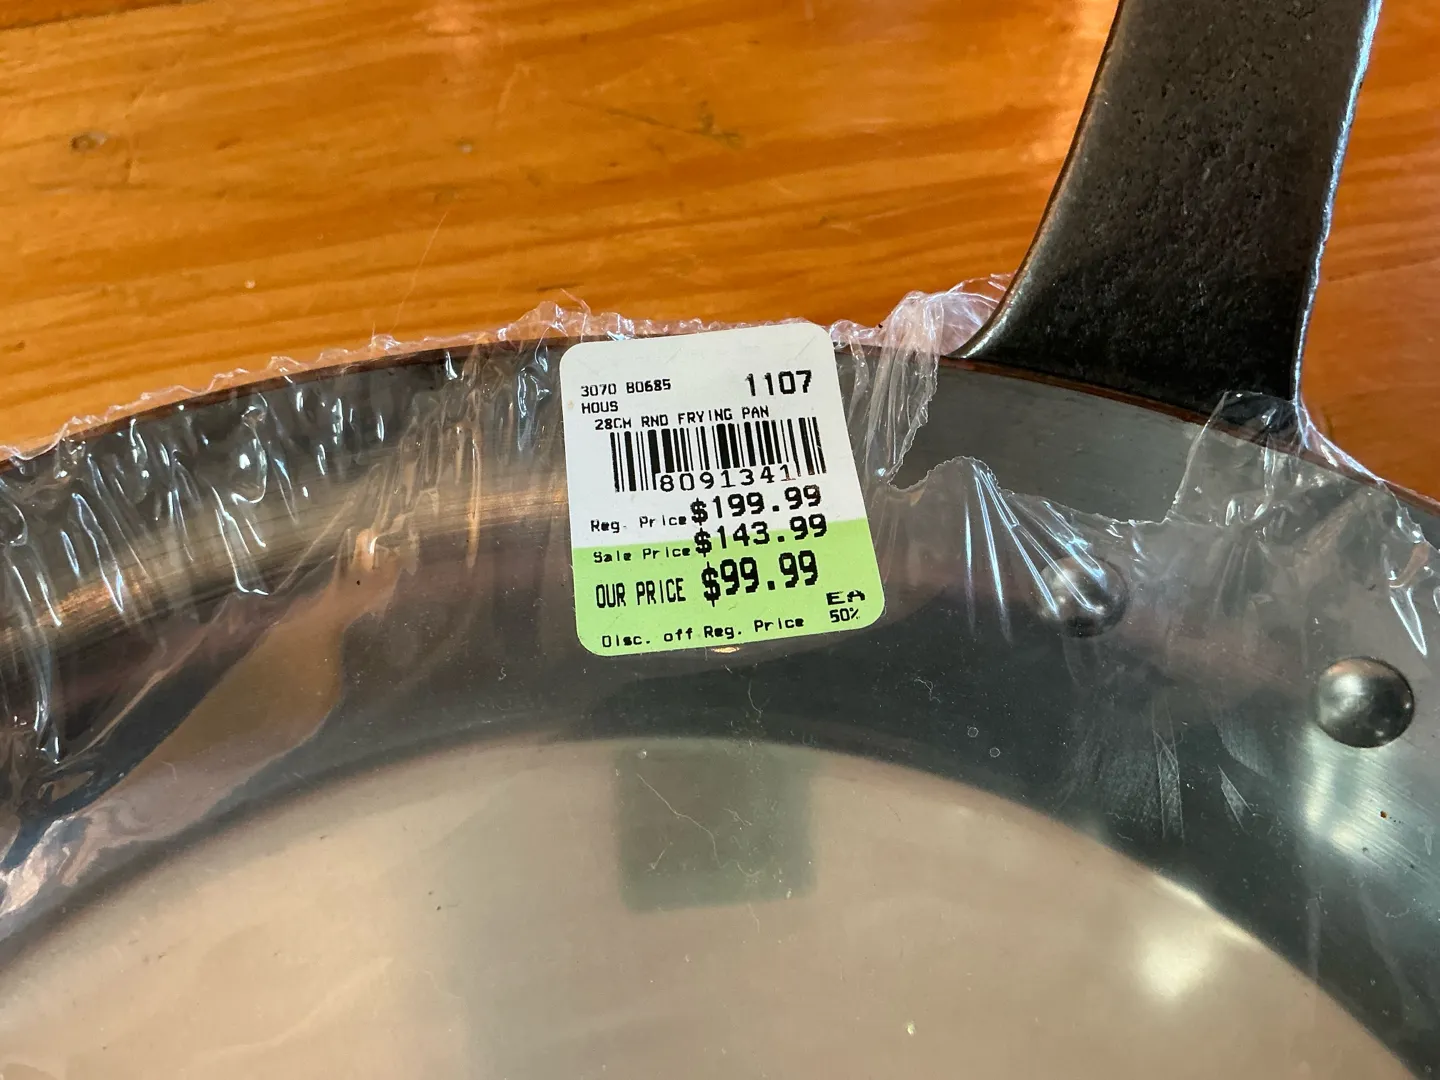 3070 B0685 1107
HOUS
28CM RND FRYING PAN
8091341
Reg. Price $199.99
Sale Price $143.99
OUR PRICE $99.99
EA
Disc. off Reg. Price 50%